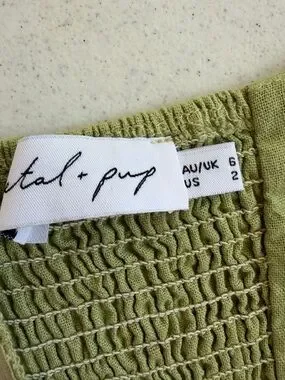 etal + pup
AU/UK 6
US 2